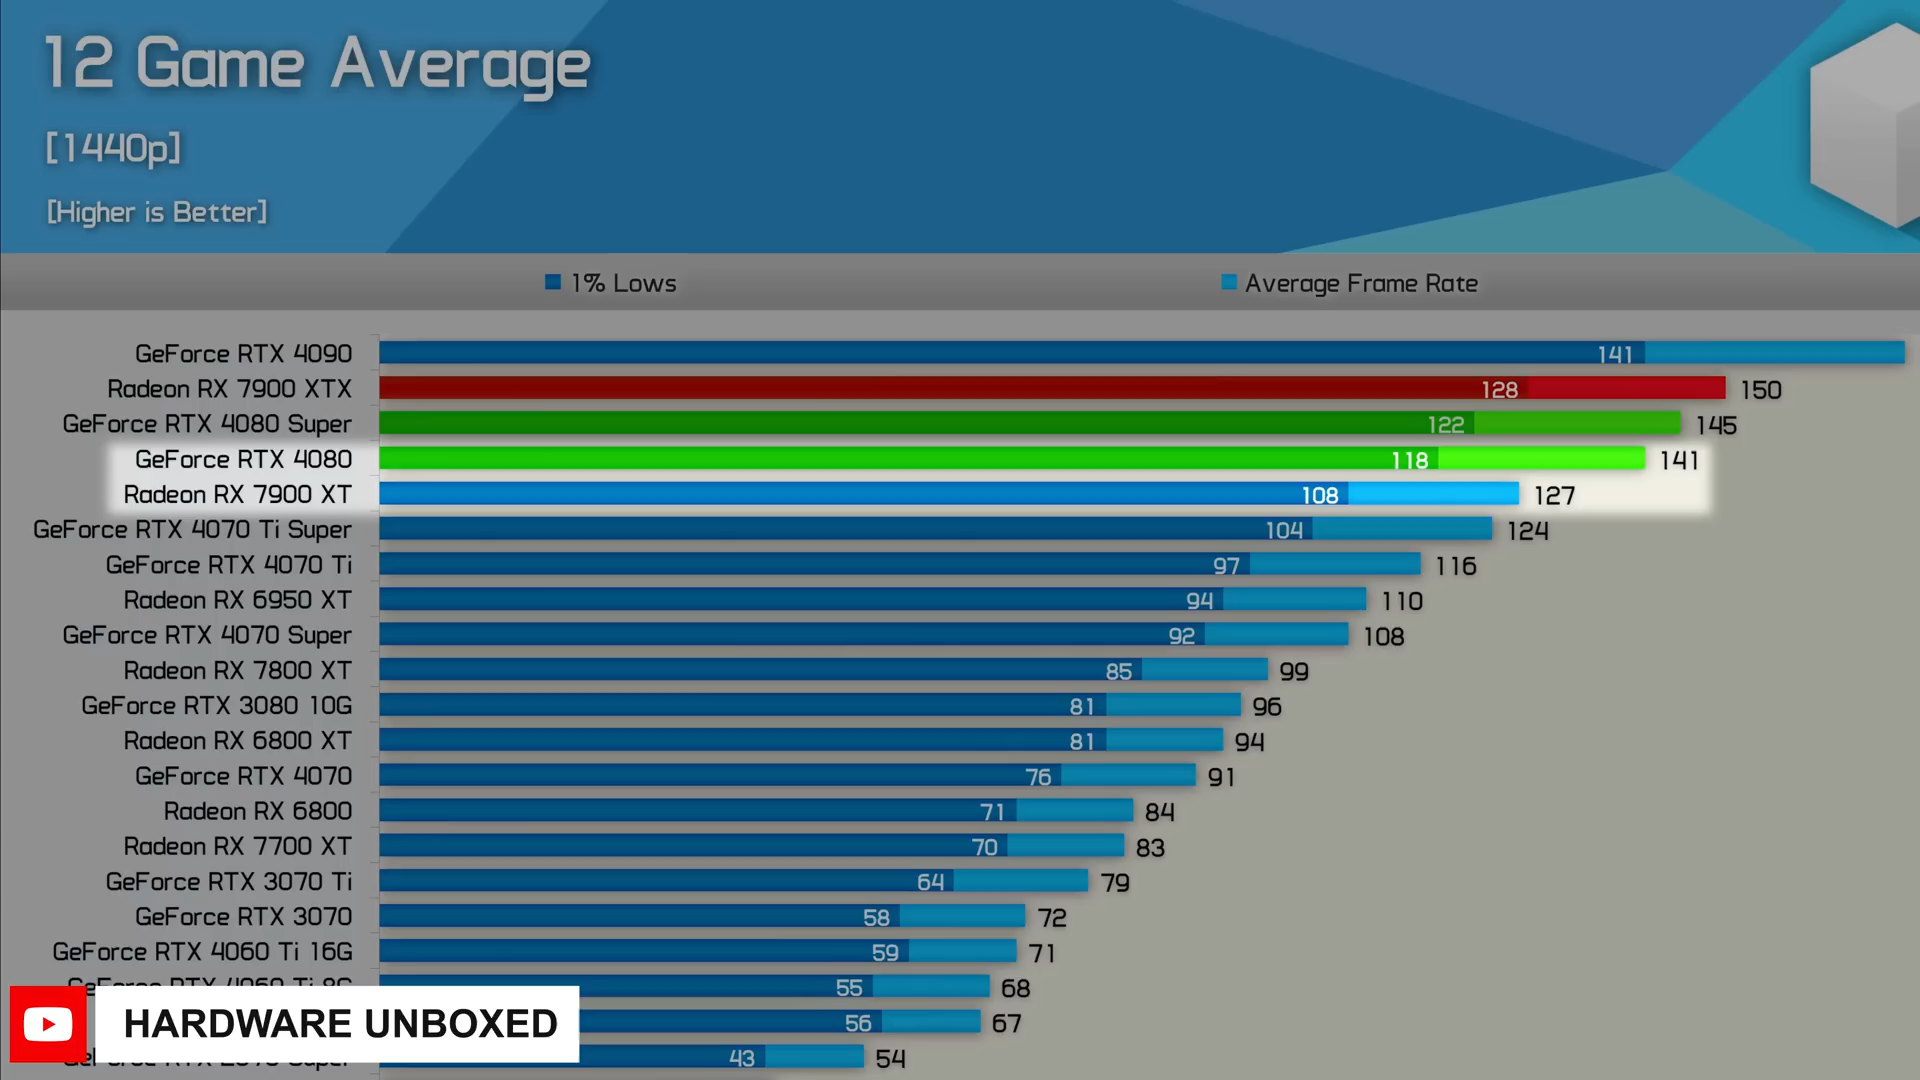 12 Game Average
[1440p]
[Higher is Better]
1% Lows Average Frame Rate
GeForce RTX 4090 141
Radeon RX 7900 XTX 128 150
GeForce RTX 4080 Super 122 145
GeForce RTX 4080 118 141
Radeon RX 7900 XT 108 127
GeForce RTX 4070 Ti Super 104 124
GeForce RTX 4070 Ti 97 116
Radeon RX 6950 XT 94 110
GeForce RTX 4070 Super 92 108
Radeon RX 7800 XT 85 99
GeForce RTX 3080 10G 81 96
Radeon RX 6800 XT 81 94
GeForce RTX 4070 76 91
Radeon RX 6800 71 84
Radeon RX 7700 XT 70 83
GeForce RTX 3070 Ti 64 79
GeForce RTX 3070 58 72
GeForce RTX 4060 Ti 16G 59 71
GeForce RTX 4060 Ti 8G 55 68
56 67
HARDWARE UNBOXED
43 54